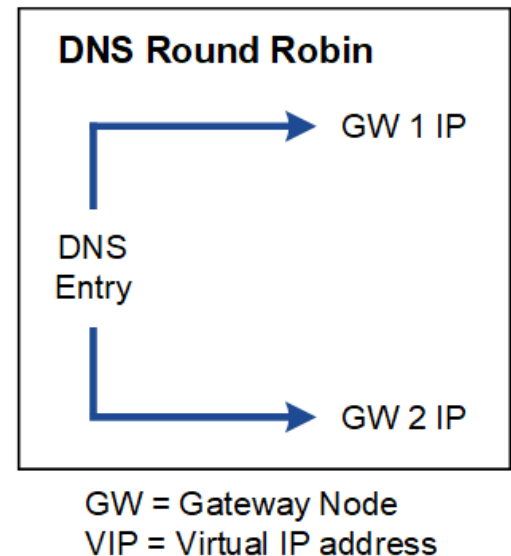 DNS Round Robin
GW 1 IP
DNS
Entry
GW 2 IP
GW = Gateway Node
VIP = Virtual IP address